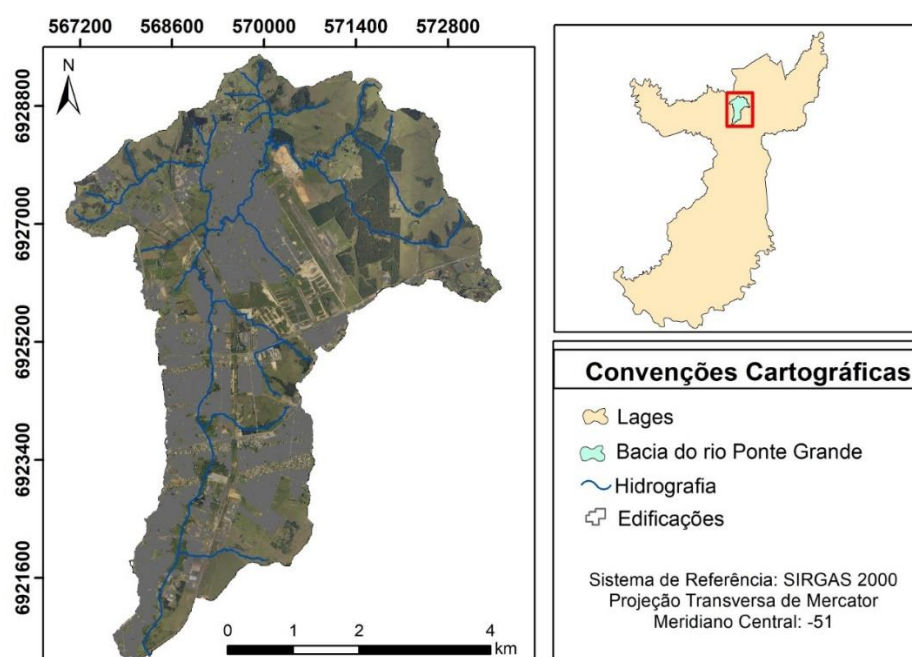 567200 568600 570000 571400 572800
N
6928800
6927000
6925200
6923400
6921600
0 1 2 4
km
Convenções Cartográficas
Lages
Bacia do rio Ponte Grande
Hidrografia
Edificações
Sistema de Referência: SIRGAS 2000
Projeção Transversa de Mercator
Meridiano Central: -51